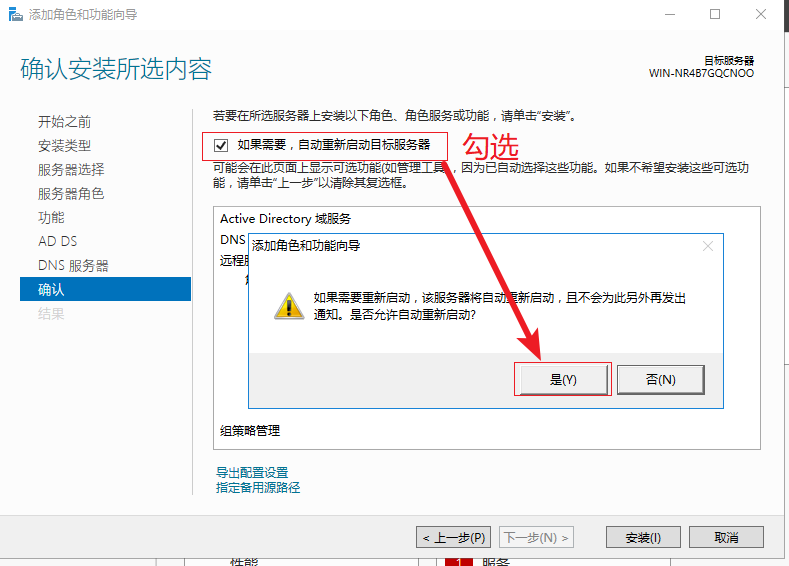 添加角色和功能向导
确认安装所选内容
目标服务器
WIN-NR4B7GQCNOO
开始之前
安装类型
服务器选择
服务器角色
功能
AD DS
DNS 服务器
确认
结果
若要在所选服务器上安装以下角色、角色服务或功能，请单击“安装”。
如果需要，自动重新启动目标服务器
勾选
可能会在此页面上显示可选功能(如管理工具)，因为已自动选择这些功能。如果不希望安装这些可选功
能，请单击“上一步”以清除其复选框。
Active Directory 域服务
DNS
添加角色和功能向导
如果需要重新启动，该服务器将自动重新启动，且不会为此另外再发出
通知。是否允许自动重新启动?
是(Y)
否(N)
组策略管理
导出配置设置
指定备用源路径
< 上一步(P)
下一步(N) >
安装(I)
取消
性能
1
服务